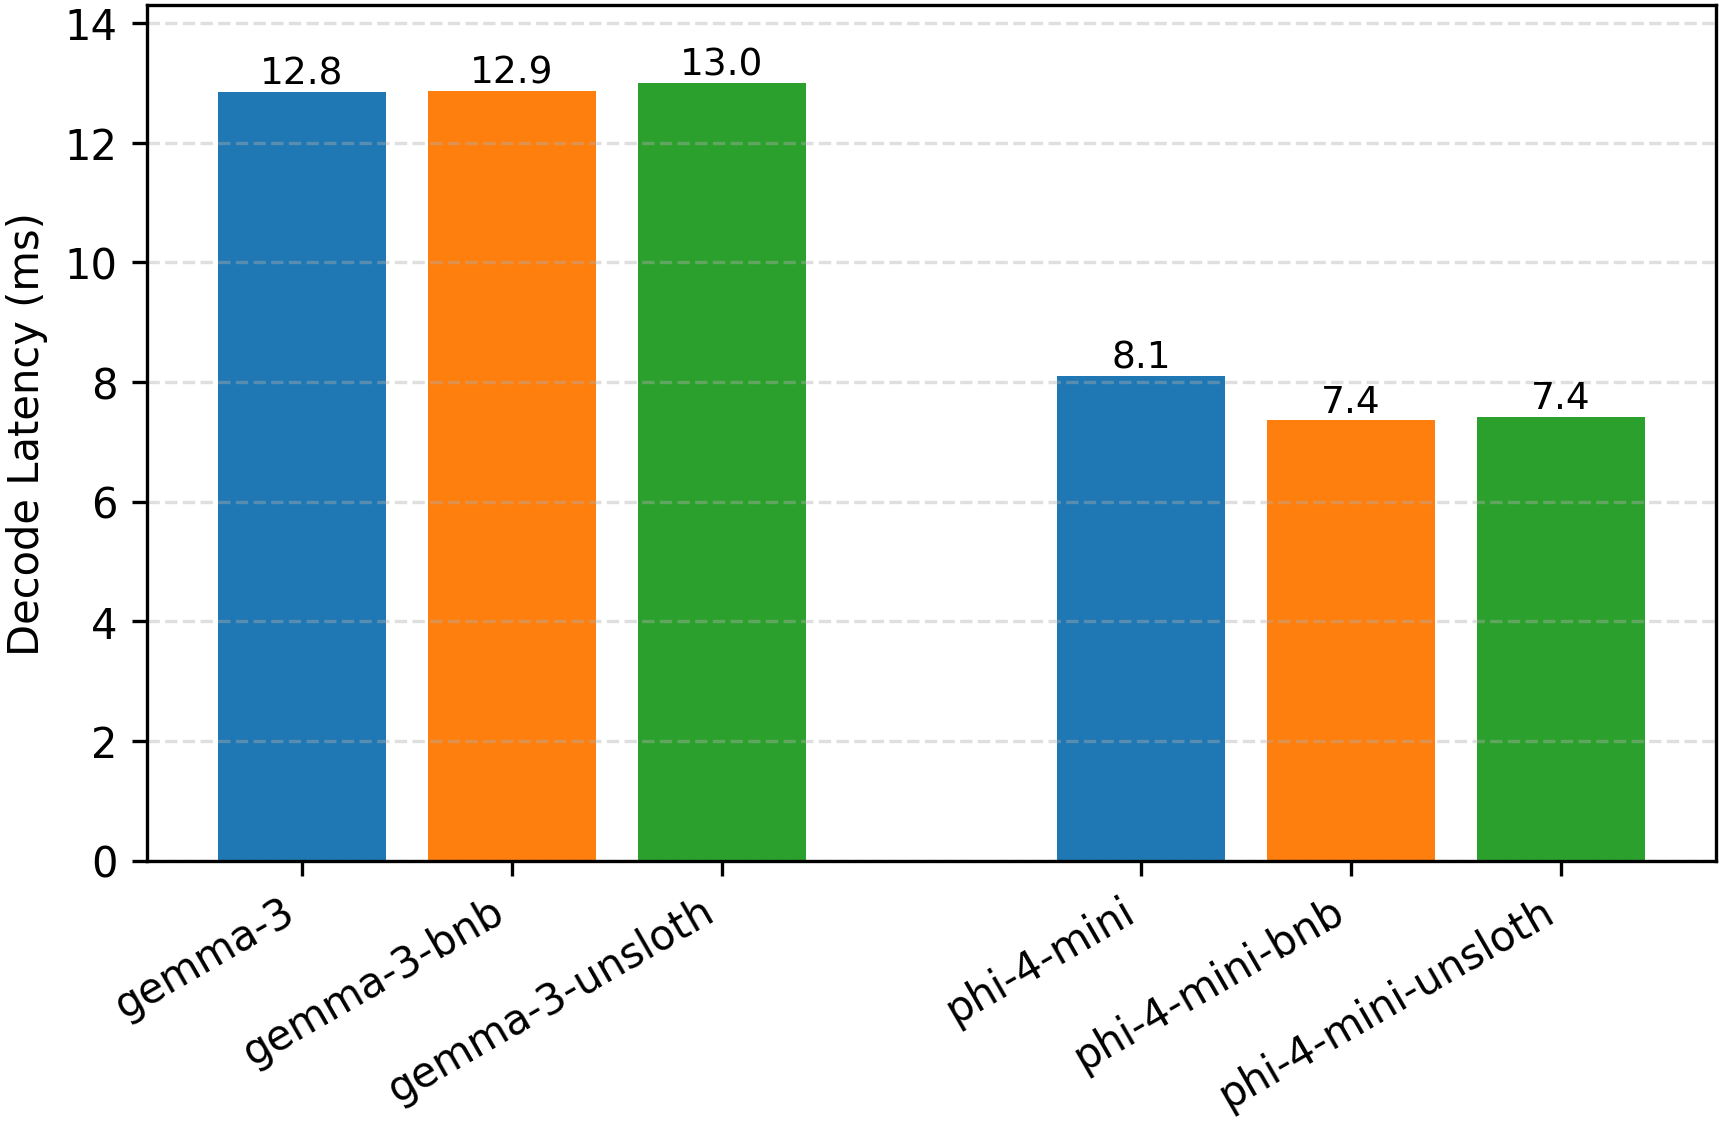 Decode Latency (ms)
14
12
10
8
6
4
2
0
12.8
12.9
13.0
8.1
7.4
7.4
gemma-3
gemma-3-bnb
gemma-3-unsloth
phi-4-mini
phi-4-mini-bnb
phi-4-mini-unsloth